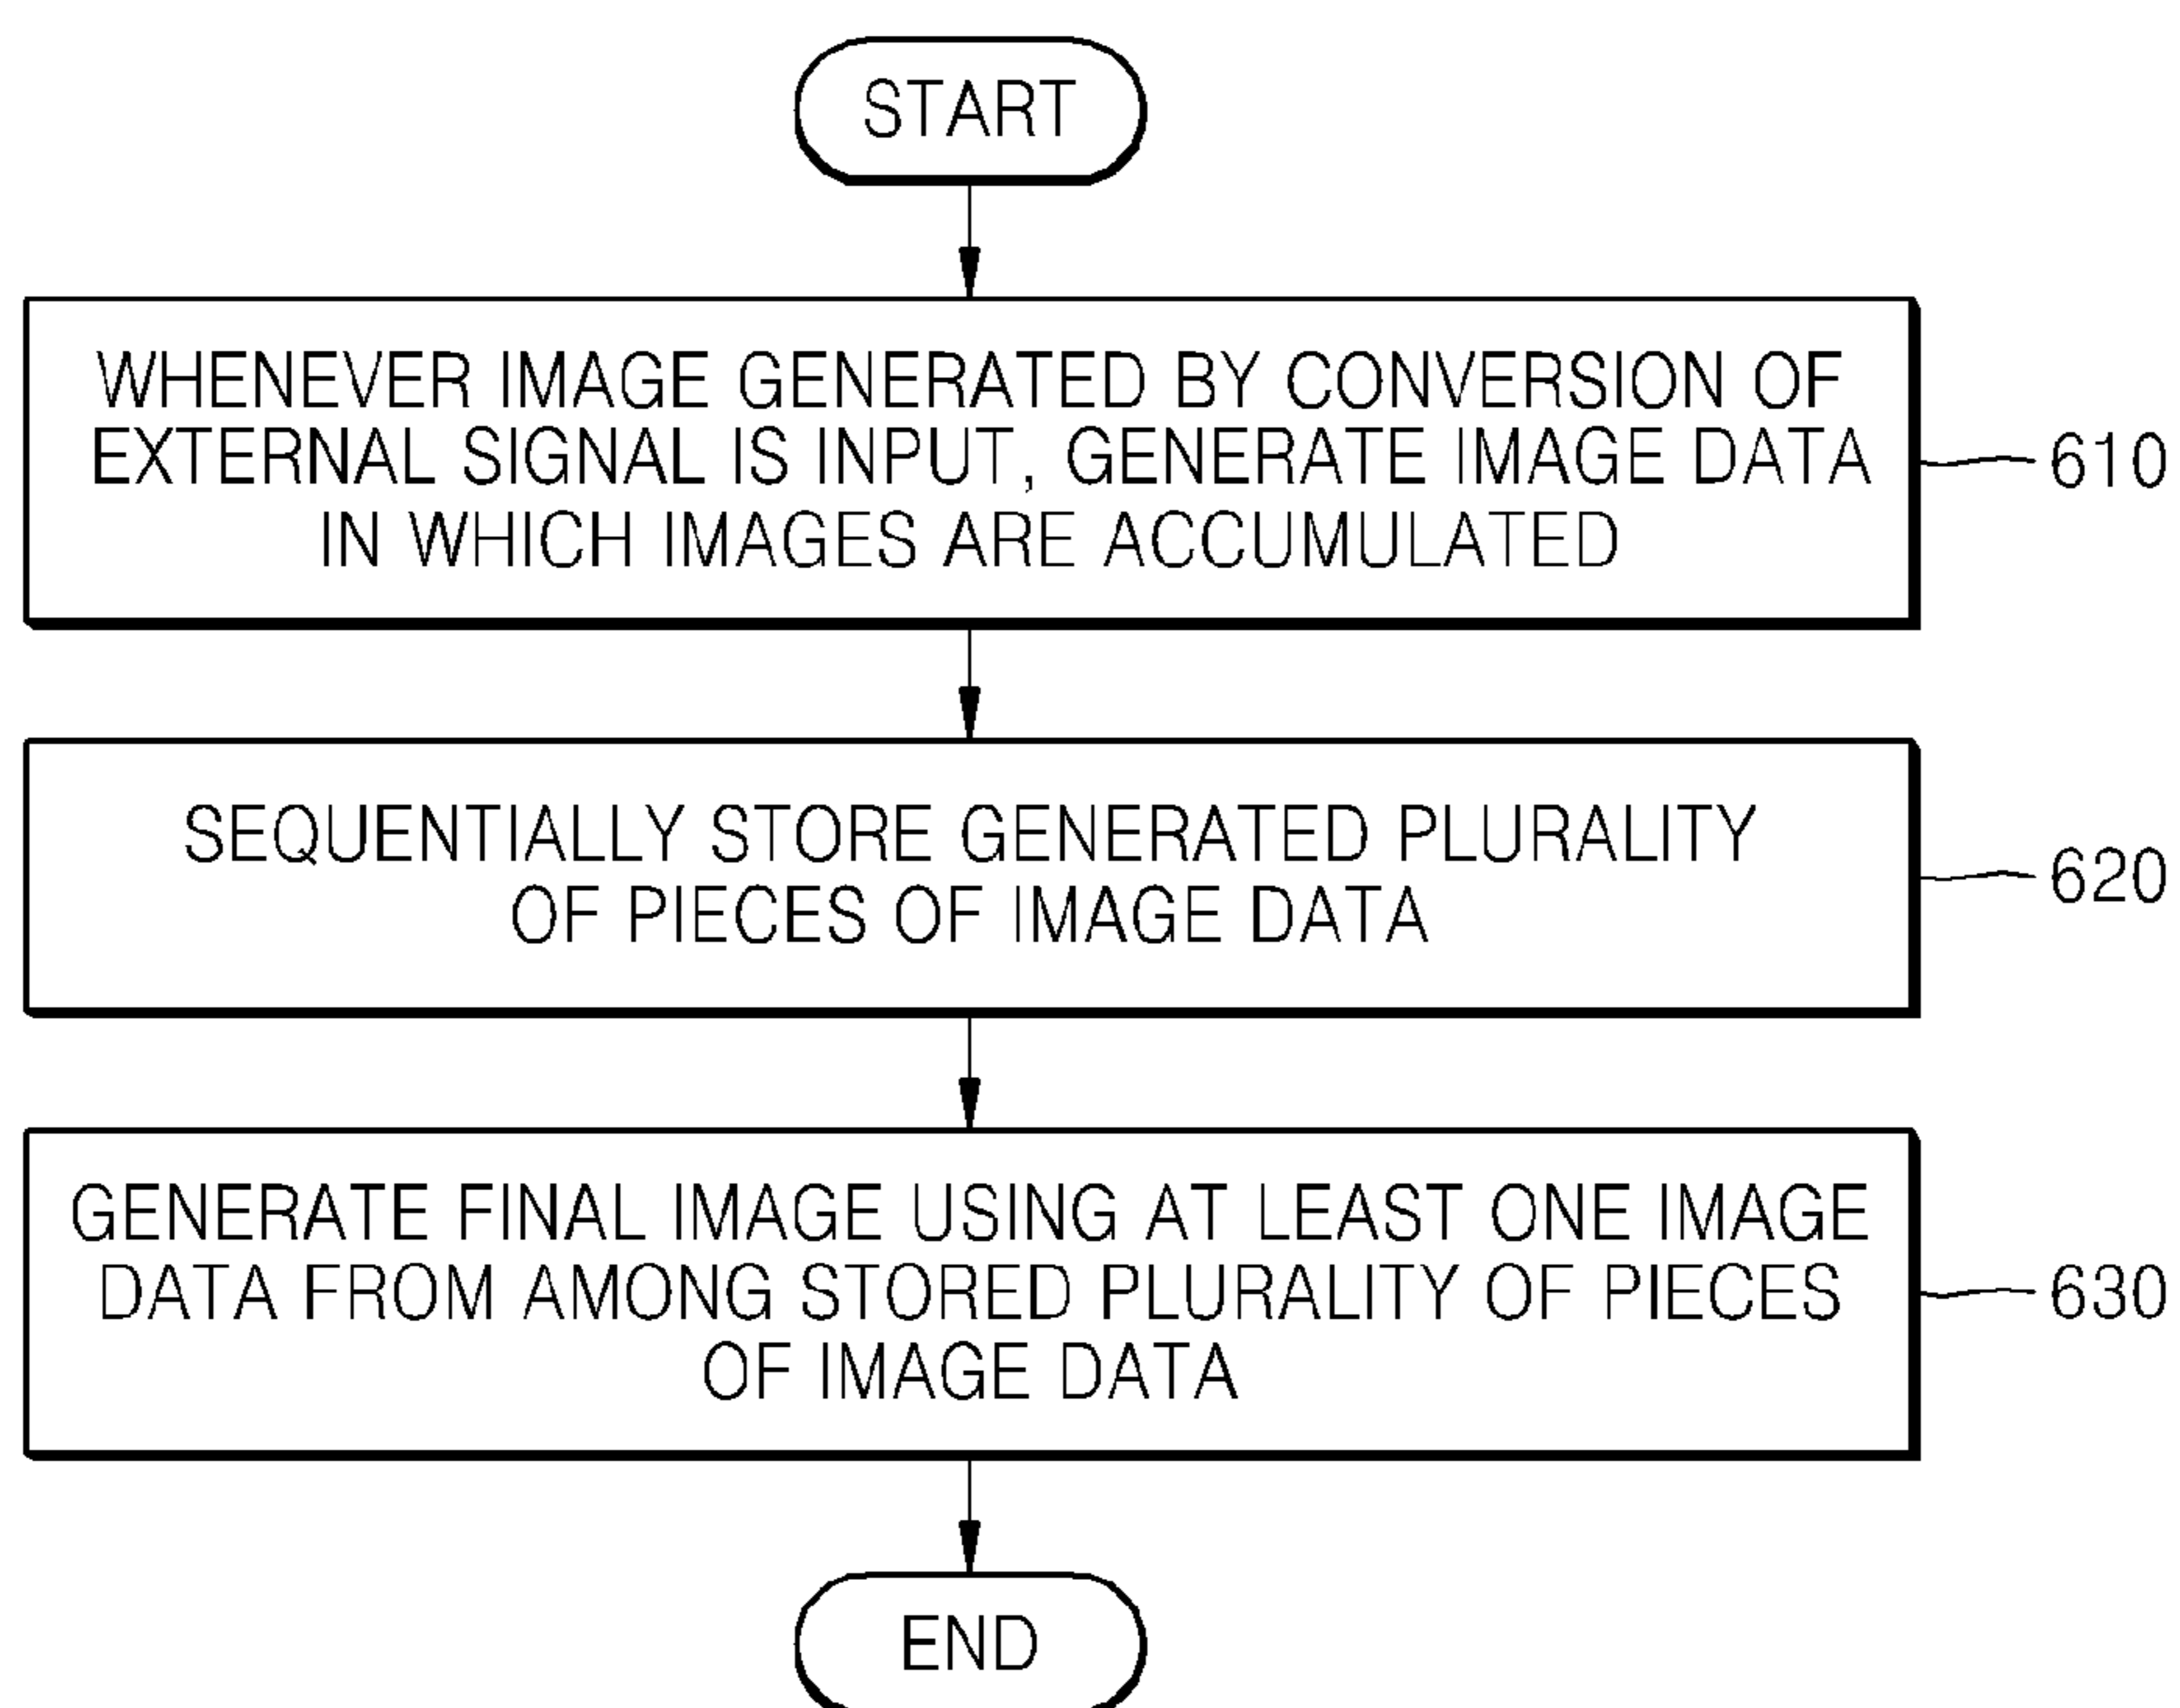 START
WHENEVER IMAGE GENERATED BY CONVERSION OF
EXTERNAL SIGNAL IS INPUT, GENERATE IMAGE DATA
IN WHICH IMAGES ARE ACCUMULATED
610
SEQUENTIALLY STORE GENERATED PLURALITY
OF PIECES OF IMAGE DATA
620
GENERATE FINAL IMAGE USING AT LEAST ONE IMAGE
DATA FROM AMONG STORED PLURALITY OF PIECES
OF IMAGE DATA
630
END